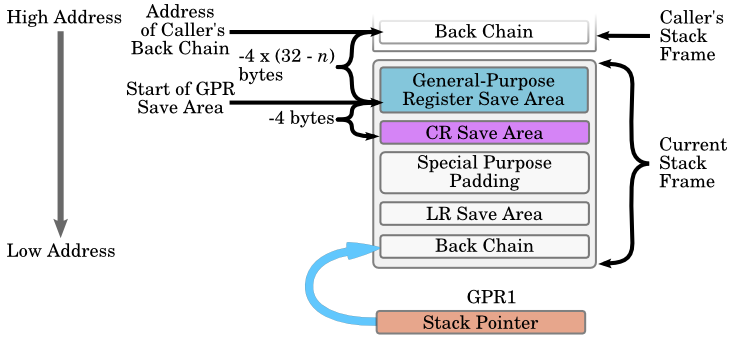 High Address
Low Address
Address
of Caller's
Back Chain
-4 x (32 - n)
bytes
Start of GPR
Save Area
-4 bytes
Back Chain
General-Purpose
Register Save Area
CR Save Area
Special Purpose
Padding
LR Save Area
Back Chain
GPR1
Stack Pointer
Caller's
Stack
Frame
Current
Stack
Frame